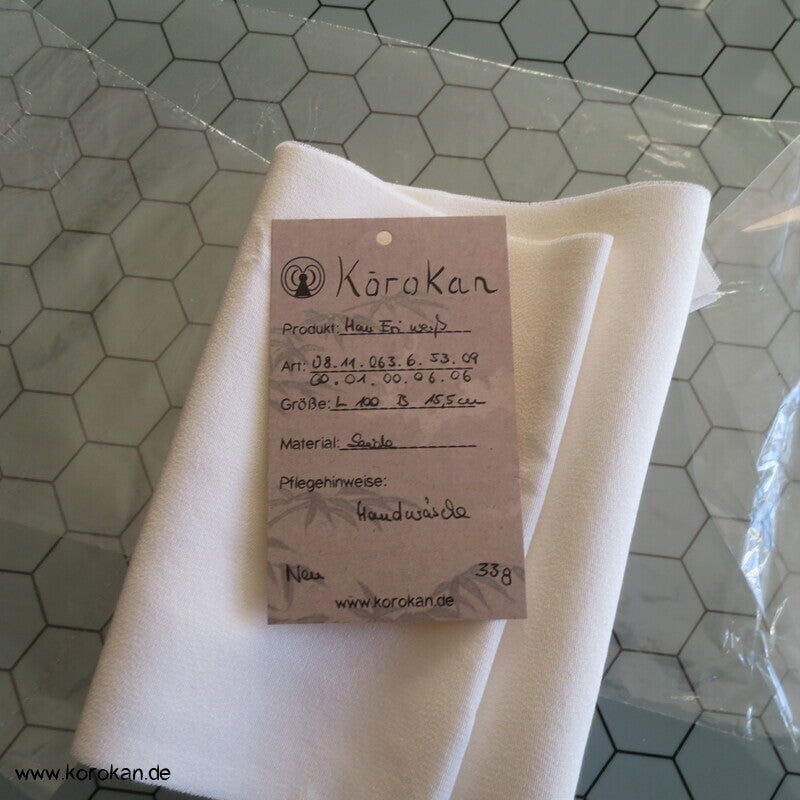 Kōrokan
Produkt: Han Eri weiß
Art: 08.11.063.6.53.09
00.01.00.06.06
Größe: L 100 B 15,5cm
Material: Seide
Pflegehinweise:
Handwäsche
Neu 33g
www.korokan.de
www.korokan.de